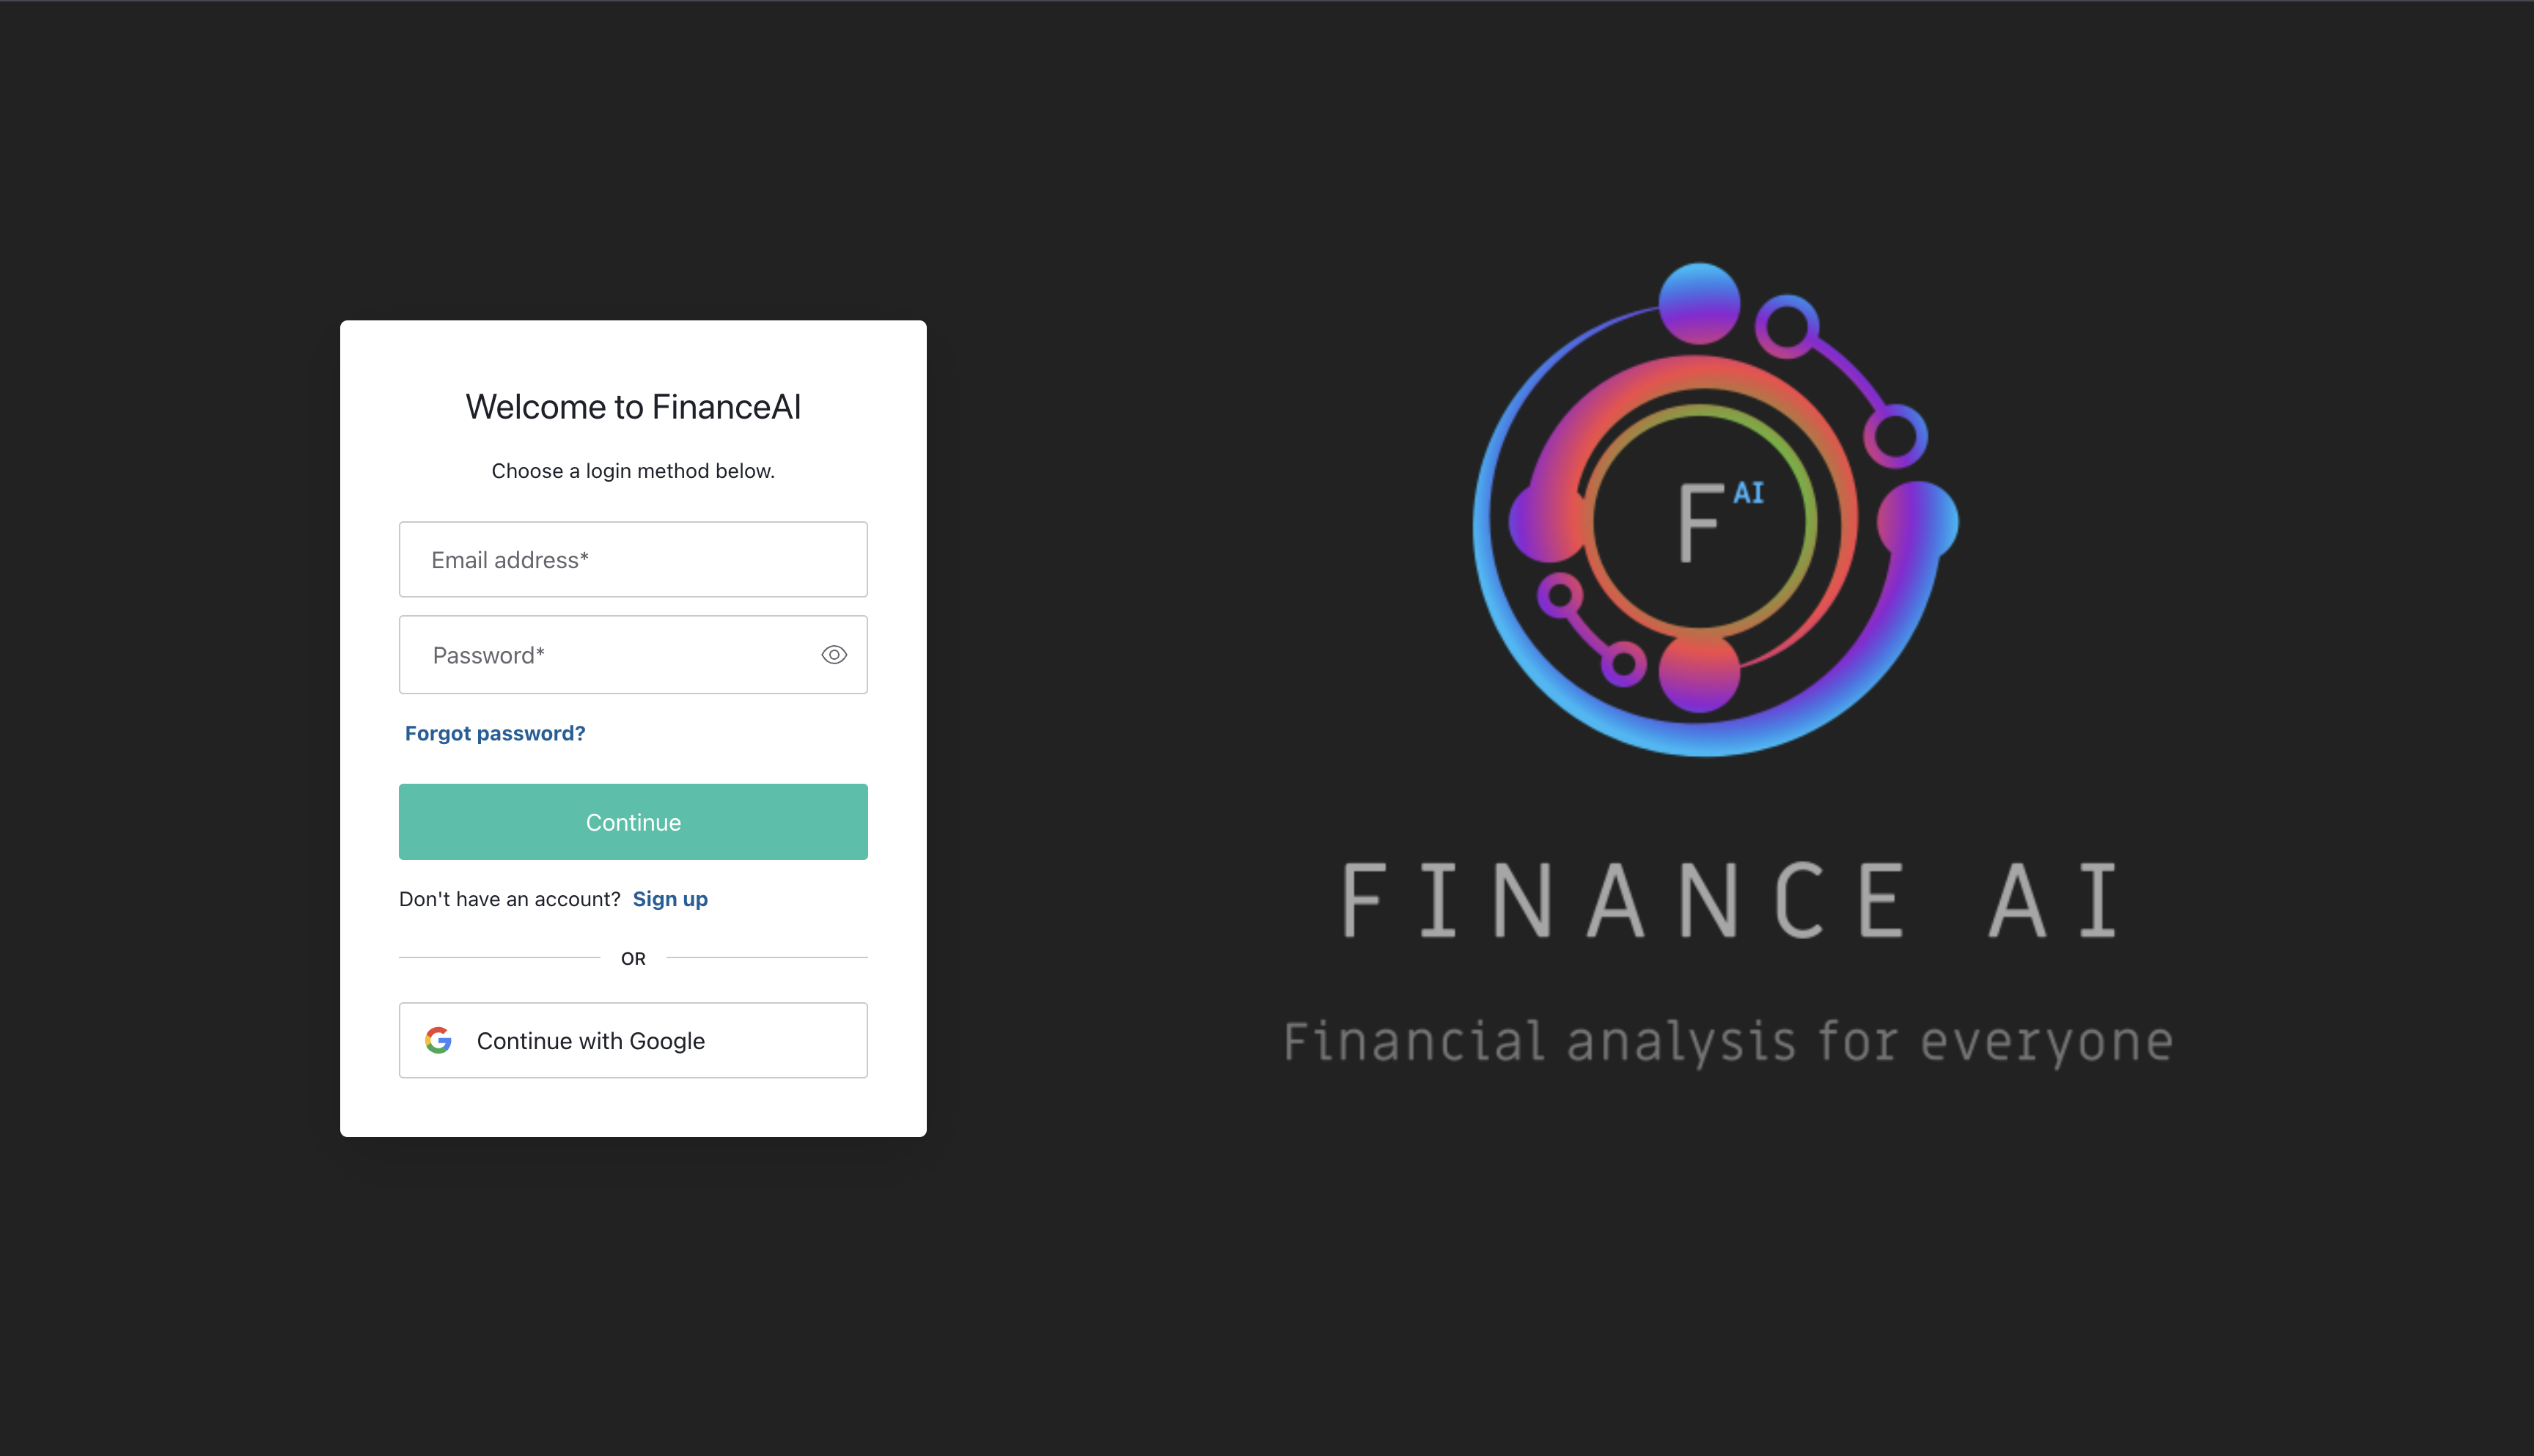 Welcome to FinanceAI
Choose a login method below.
Email address*
Password*
Forgot password?
Continue
Don't have an account? Sign up
OR
Continue with Google
F AI
FINANCE AI
Financial analysis for everyone